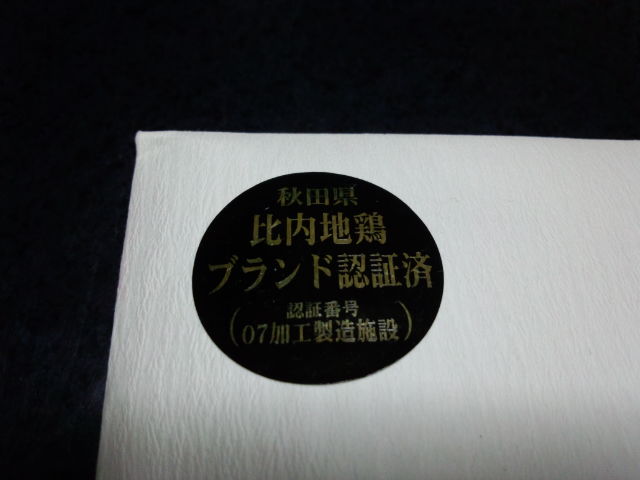 秋田県
比内地鶏
ブランド認証済
認証番号
(07加工製造施設)